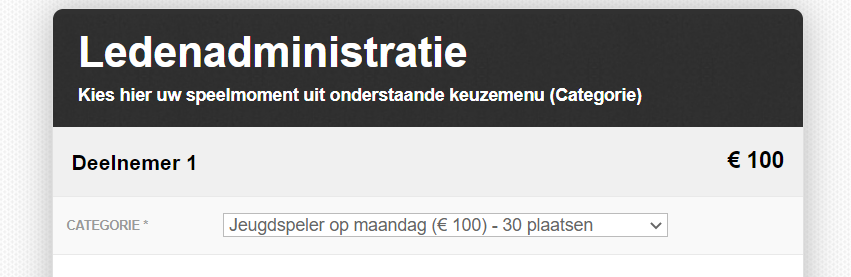 Ledenadministratie
Kies hier uw speelmoment uit onderstaande keuzemenu (Categorie)
Deelnemer 1 € 100
CATEGORIE * Jeugdspeler op maandag (€ 100) - 30 plaatsen